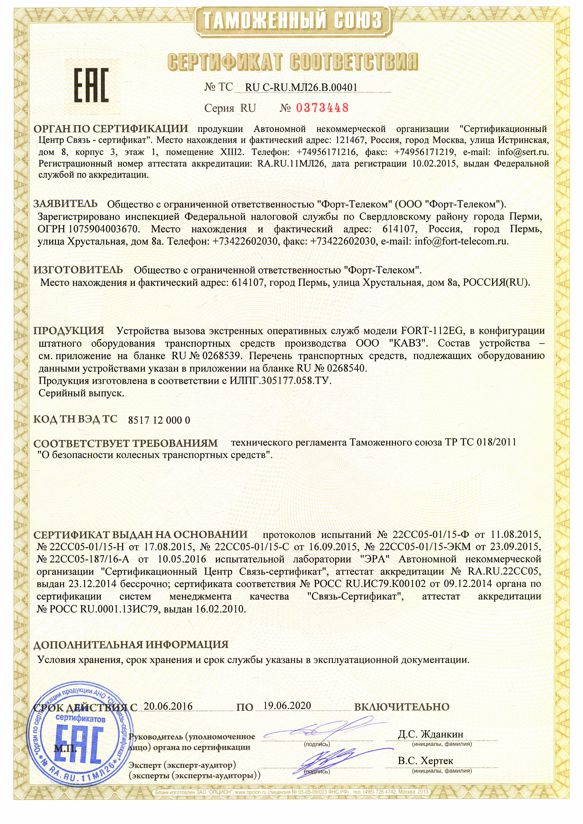 ТАМОЖЕННЫЙ СОЮЗ
СЕРТИФИКАТ СООТВЕТСТВИЯ
ЕАС
№ ТС RU C-RU.МЛ26.В.00401
Серия RU № 0373448
ОРГАН ПО СЕРТИФИКАЦИИ продукции Автономной некоммерческой организации "Сертификационный
Центр Связь - сертификат". Место нахождения и фактический адрес: 121467, Россия, город Москва, улица Истринская,
дом 8, корпус 3, этаж 1, помещение XIII2. Телефон: +74956171216, факс: +74956171219, e-mail: info@sert.ru.
Регистрационный номер аттестата аккредитации: RA.RU.11МЛ26, дата регистрации 10.02.2015, выдан Федеральной
службой по аккредитации.
ЗАЯВИТЕЛЬ Общество с ограниченной ответственностью "Форт-Телеком" (ООО "Форт-Телеком").
Зарегистрировано инспекцией Федеральной налоговой службы по Свердловскому району города Перми,
ОГРН 1075904003670. Место нахождения и фактический адрес: 614107, Россия, город Пермь,
улица Хрустальная, дом 8а. Телефон: +73422602030, факс: +73422602030, e-mail: info@fort-telecom.ru.
ИЗГОТОВИТЕЛЬ Общество с ограниченной ответственностью "Форт-Телеком".
Место нахождения и фактический адрес: 614107, город Пермь, улица Хрустальная, дом 8а, РОССИЯ(RU).
ПРОДУКЦИЯ Устройства вызова экстренных оперативных служб модели FORT-112EG, в конфигурации
штатного оборудования транспортных средств производства ООО "КАВЗ". Состав устройства –
см. приложение на бланке RU № 0268539. Перечень транспортных средств, подлежащих оборудованию
данными устройствами указан в приложении на бланке RU № 0268540.
Продукция изготовлена в соответствии с ИЛПГ.305177.058.ТУ.
Серийный выпуск.
КОД ТН ВЭД ТС 8517 12 000 0
СООТВЕТСТВУЕТ ТРЕБОВАНИЯМ технического регламента Таможенного союза ТР ТС 018/2011
"О безопасности колесных транспортных средств".
СЕРТИФИКАТ ВЫДАН НА ОСНОВАНИИ протоколов испытаний № 22СС05-01/15-Ф от 11.08.2015,
№ 22СС05-01/15-Н от 17.08.2015, № 22СС05-01/15-С от 16.09.2015, № 22СС05-01/15-ЭКМ от 23.09.2015,
№ 22СС05-187/16-А от 10.05.2016 испытательной лаборатории "ЭРА" Автономной некоммерческой
организации "Сертификационный Центр Связь-сертификат", аттестат аккредитации № RA.RU.22СС05,
выдан 23.12.2014 бессрочно; сертификата соответствия № РОСС RU.ИС79.К00102 от 09.12.2014 органа по
сертификации систем менеджмента качества "Связь-Сертификат", аттестат аккредитации
№ РОСС RU.0001.13ИС79, выдан 16.02.2010.
ДОПОЛНИТЕЛЬНАЯ ИНФОРМАЦИЯ
Условия хранения, срок хранения и срок службы указаны в эксплуатационной документации.
СРОК ДЕЙСТВИЯ С 20.06.2016 ПО 19.06.2020 ВКЛЮЧИТЕЛЬНО
Для
сертификатов
ЕАС
RA.RU.11МЛ26
М.П.
Руководитель (уполномоченное
лицо) органа по сертификации
(подпись)
Д.С. Жданкин
(инициалы, фамилия)
Эксперт (эксперт-аудитор)
(эксперты (эксперты-аудиторы))
(подпись)
В.С. Хертек
(инициалы, фамилия)